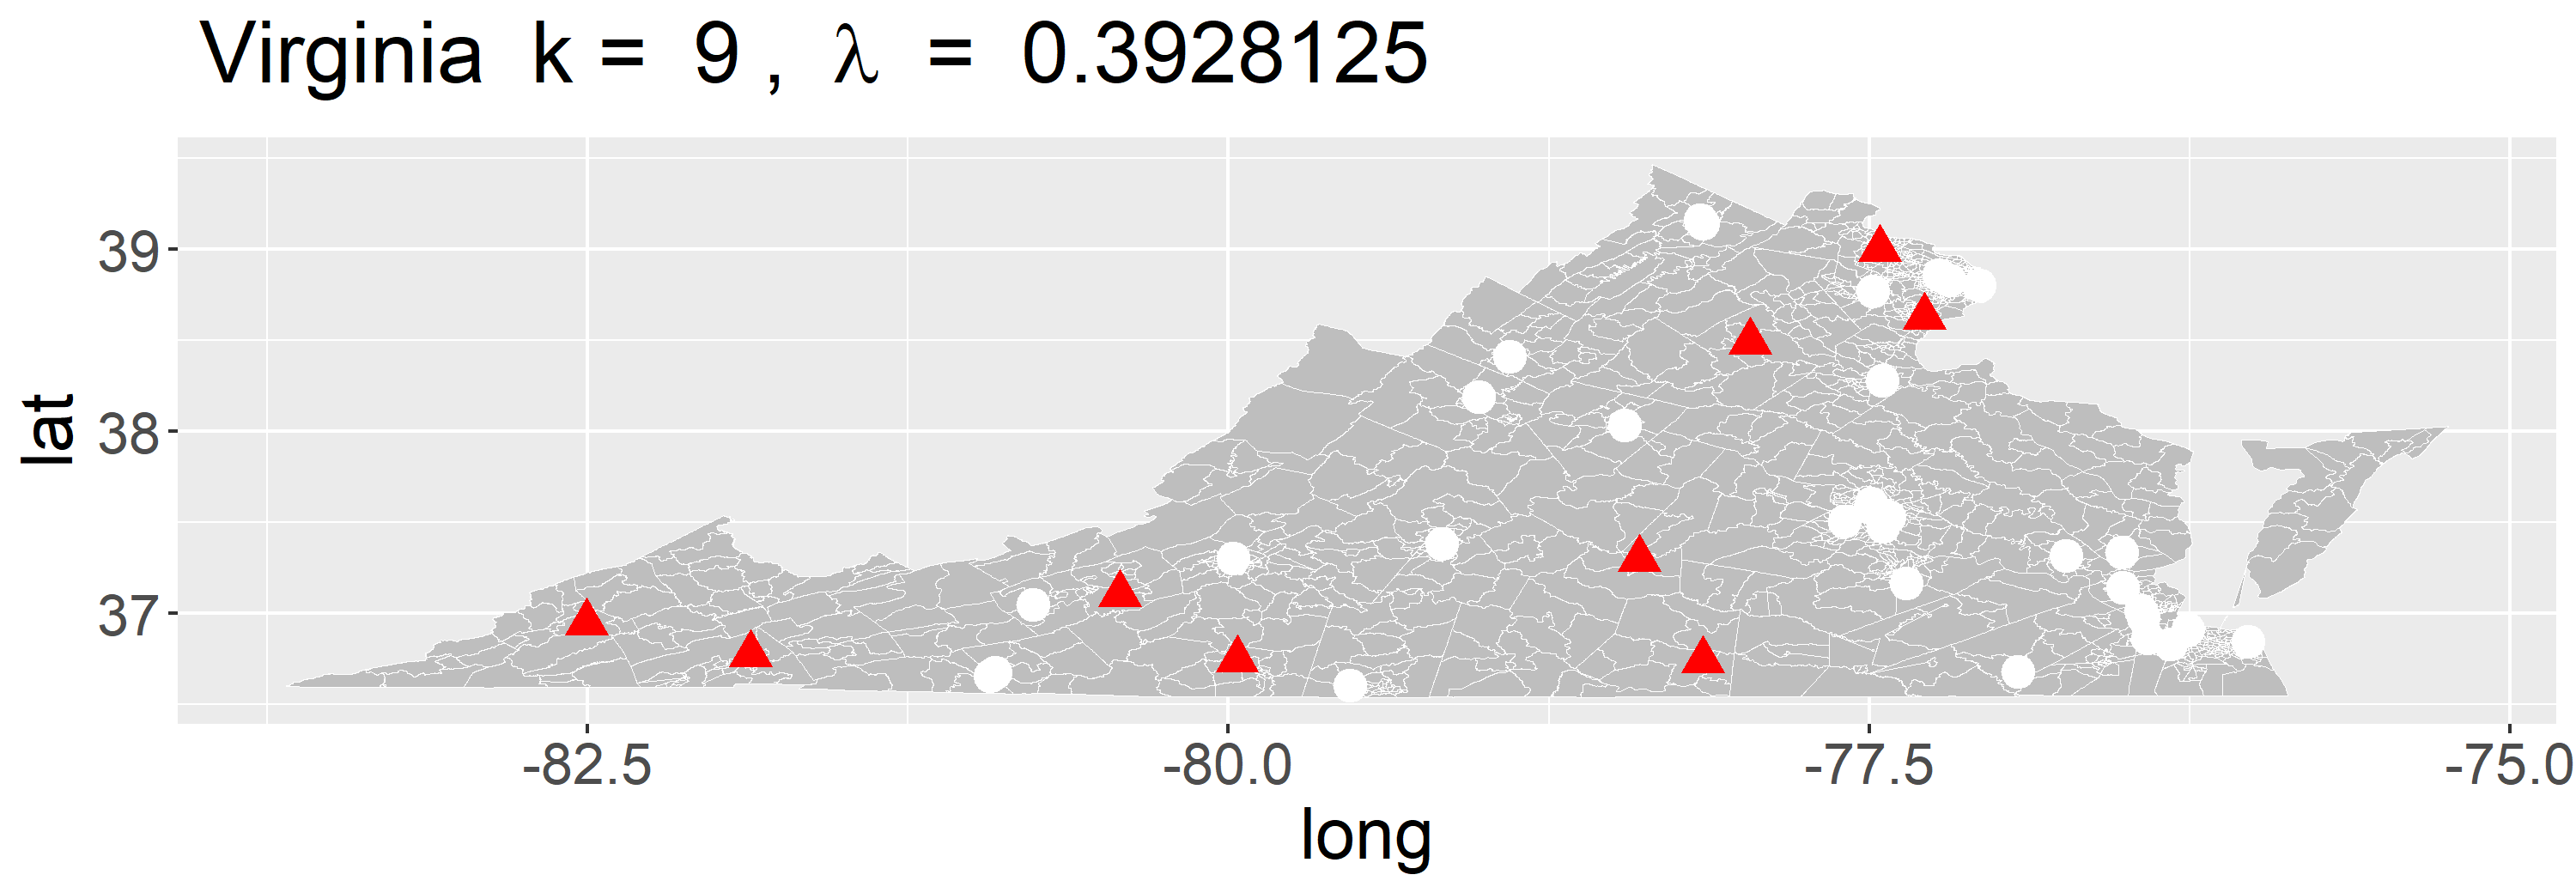 Virginia k = 9 , λ = 0.3928125
39
38
37
lat
-82.5 -80.0 -77.5 -75.0
long